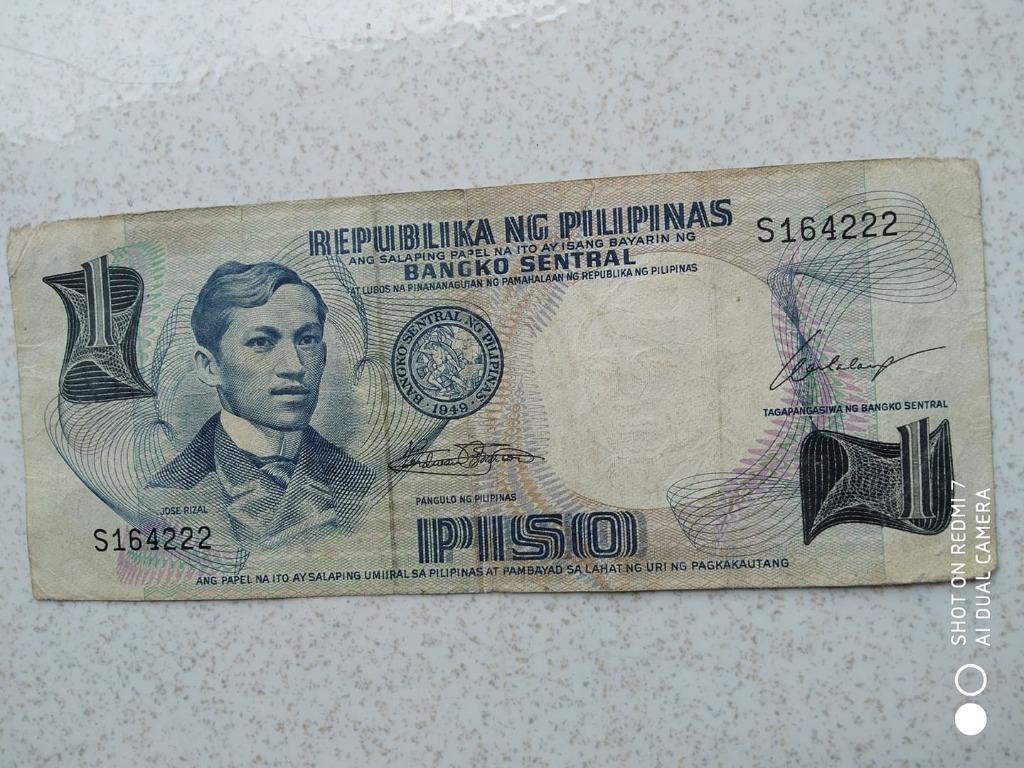 REPUBLIKA NG PILIPINAS
ANG SALAPING PAPEL NA ITO AY ISANG BAYARIN NG
BANGKO SENTRAL
AT LUBOS NA PINANANAGUTAN NG PAMAHALAAN NG REPUBLIKA NG PILIPINAS
S164222
1
BANGKO SENTRAL NG PILIPINAS
· 1949 ·
TAGAPANGASIWA NG BANGKO SENTRAL
1
JOSE RIZAL
PANGULO NG PILIPINAS
S164222
PISO
ANG PAPEL NA ITO AY SALAPING UMIIRAL SA PILIPINAS AT PAMBAYAD SA LAHAT NG URI NG PAGKAKAUTANG
SHOT ON REDMI 7
AI DUAL CAMERA